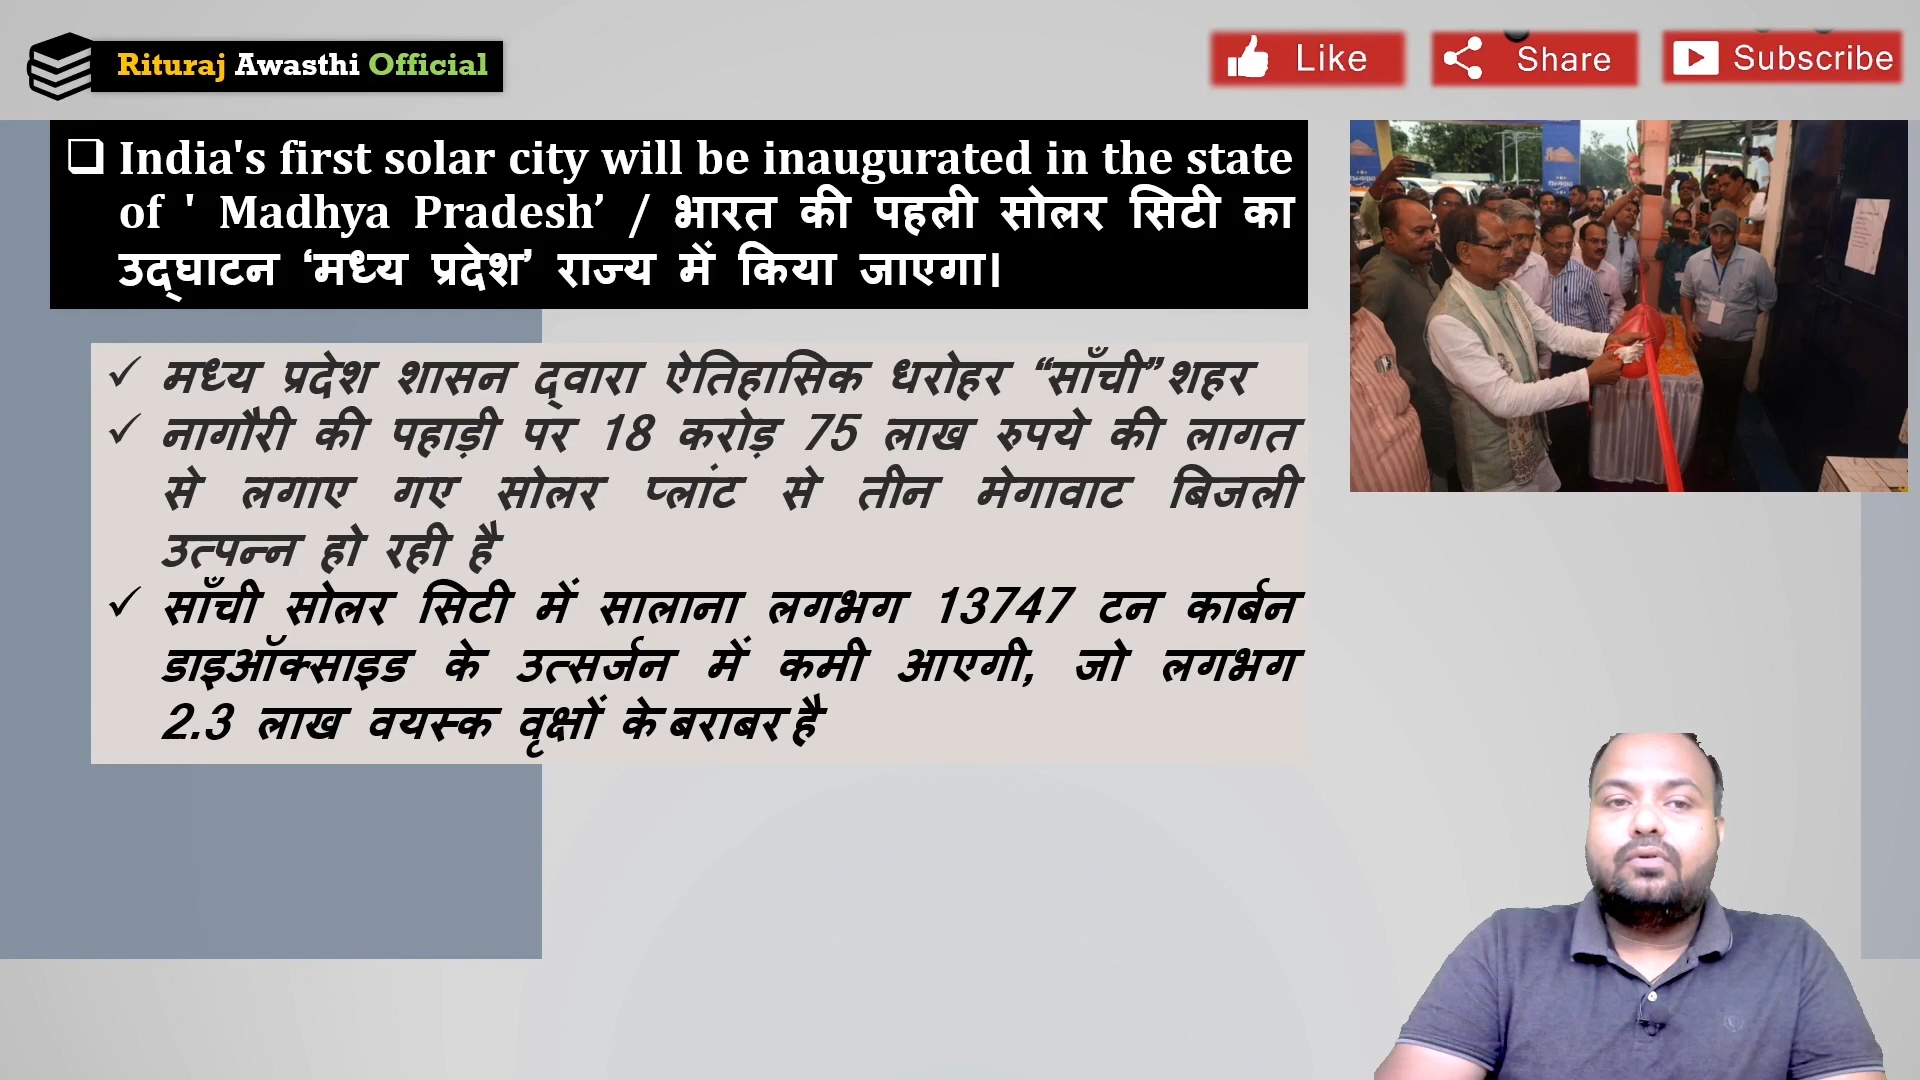 Rituraj Awasthi Official
Like
Share
Subscribe
India's first solar city will be inaugurated in the state
of ' Madhya Pradesh’ / भारत की पहली सोलर सिटी का
उद्घाटन ‘मध्य प्रदेश’ राज्य में किया जाएगा।
मध्य प्रदेश शासन द्वारा ऐतिहासिक धरोहर “साँची” शहर
नागौरी की पहाड़ी पर 18 करोड़ 75 लाख रुपये की लागत
से लगाए गए सोलर प्लांट से तीन मेगावाट बिजली
उत्पन्न हो रही है
साँची सोलर सिटी में सालाना लगभग 13747 टन कार्बन
डाइऑक्साइड के उत्सर्जन में कमी आएगी, जो लगभग
2.3 लाख वयस्क वृक्षों के बराबर है